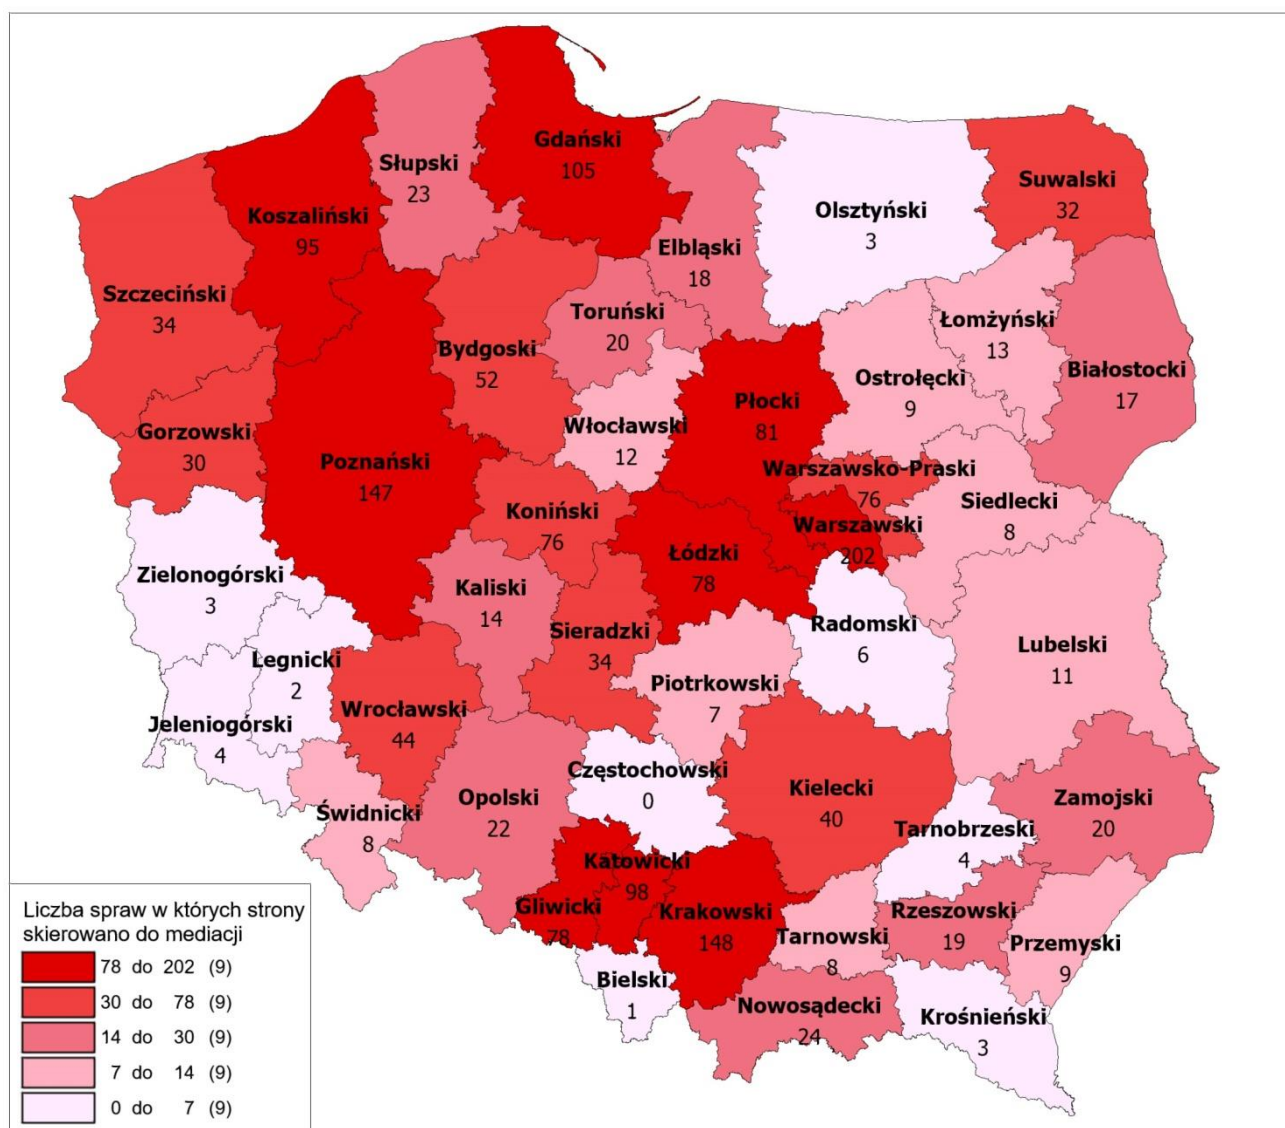 Gdański
105
Słupski
23
Suwalski
32
Koszaliński
95
Olsztyński
3
Elbląski
18
Szczeciński
34
Toruński
20
Łomżyński
13
Bydgoski
52
Białostocki
17
Ostrołęcki
9
Płocki
81
Włocławski
12
Gorzowski
30
Poznański
147
Warszawsko-Praski
76
Siedlecki
8
Koniński
76
Warszawski
202
Łódzki
78
Zielonogórski
3
Kaliski
14
Radomski
6
Sieradzki
34
Lubelski
11
Legnicki
2
Piotrkowski
7
Wrocławski
44
Jeleniogórski
4
Częstochowski
0
Kielecki
40
Opolski
22
Zamojski
20
Świdnicki
8
Tarnobrzeski
4
Katowicki
98
Gliwicki
78
Krakowski
148
Rzeszowski
19
Tarnowski
8
Przemyski
9
Bielski
1
Nowosądecki
24
Krośnieński
3
Liczba spraw w których strony
skierowano do mediacji
78 do 202 (9)
30 do 78 (9)
14 do 30 (9)
7 do 14 (9)
0 do 7 (9)